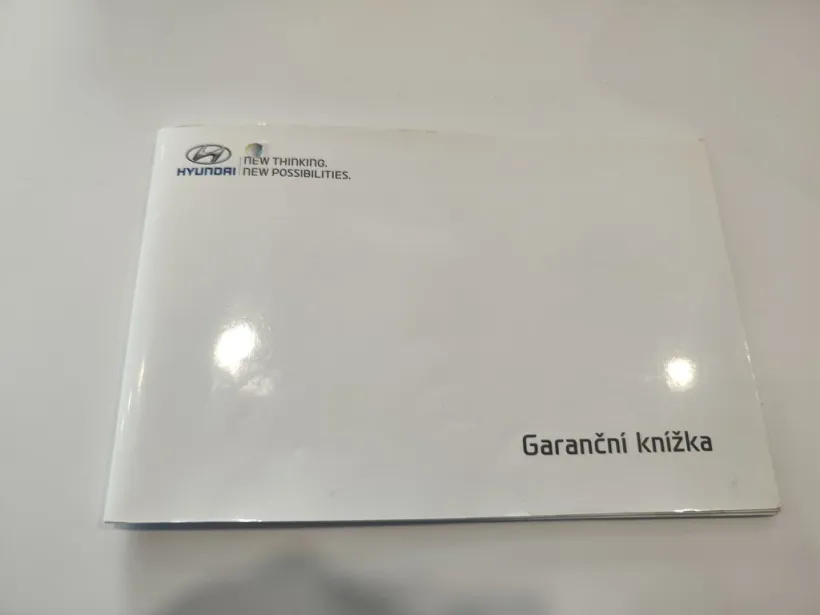 HYUNDAI
NEW THINKING.
NEW POSSIBILITIES.
Garanční knížka